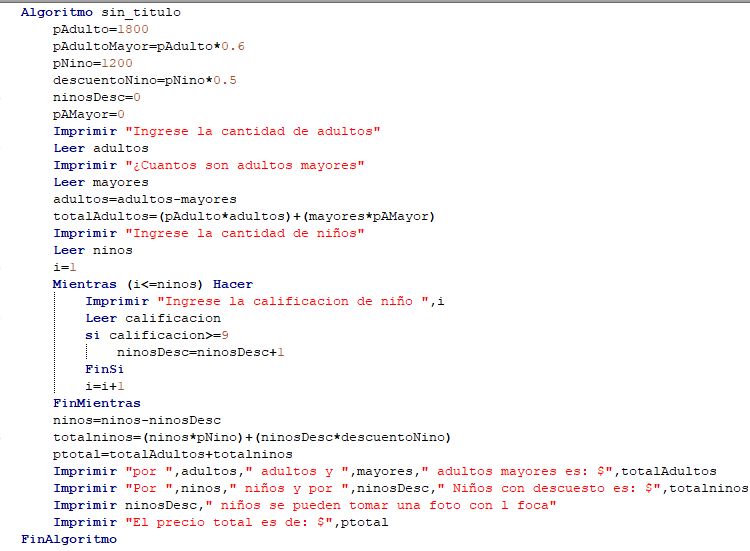 Algoritmo sin_titulo
pAdulto=1800
pAdultoMayor=pAdulto*0.6
pNino=1200
descuentoNino=pNino*0.5
ninosDesc=0
pAMayor=0
Imprimir "Ingrese la cantidad de adultos"
Leer adultos
Imprimir "¿Cuantos son adultos mayores"
Leer mayores
adultos=adultos-mayores
totalAdultos=(pAdulto*adultos)+(mayores*pAMayor)
Imprimir "Ingrese la cantidad de niños"
Leer ninos
i=1
Mientras (i<=ninos) Hacer
Imprimir "Ingrese la calificacion de niño ",i
Leer calificacion
si calificacion>=9
ninosDesc=ninosDesc+1
FinSi
i=i+1
FinMientras
ninos=ninos-ninosDesc
totalninos=(ninos*pNino)+(ninosDesc*descuentoNino)
ptotal=totalAdultos+totalninos
Imprimir "por ",adultos," adultos y ",mayores," adultos mayores es: $",totalAdultos
Imprimir "Por ",ninos," niños y por ",ninosDesc," Niños con descuesto es: $",totalninos
Imprimir ninosDesc," niños se pueden tomar una foto con l foca"
Imprimir "El precio total es de: $",ptotal
FinAlgoritmo